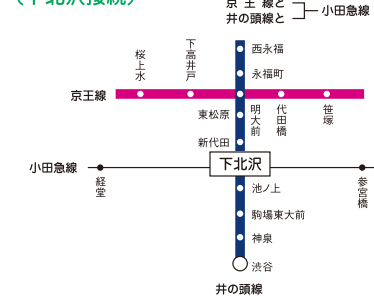 （下北沢接続）
京王線と
井の頭線と
小田急線
西永福
永福町
桜上水
下高井戸
京王線
東松原
明大前
代田橋
笹塚
新代田
小田急線
下北沢
経堂
参宮橋
池ノ上
駒場東大前
神泉
渋谷
井の頭線